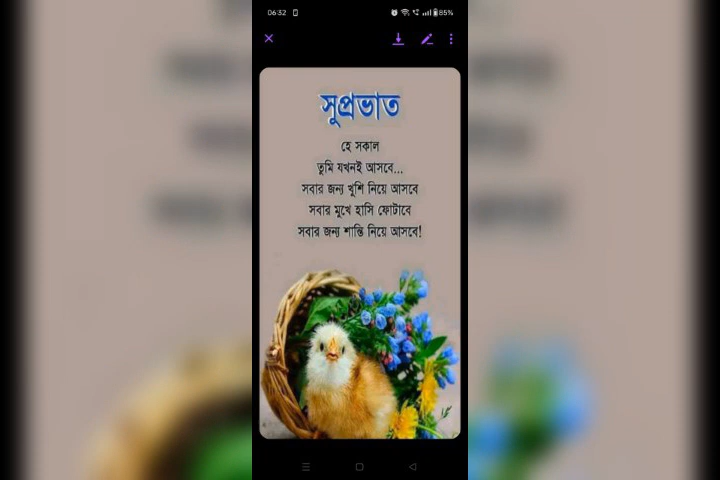 06:32
85%
সুপ্রভাত
হে সকাল
তুমি যখনই আসবে...
সবার জন্য খুশি নিয়ে আসবে
সবার মুখে হাসি ফোটাবে
সবার জন্য শান্তি নিয়ে আসবে!